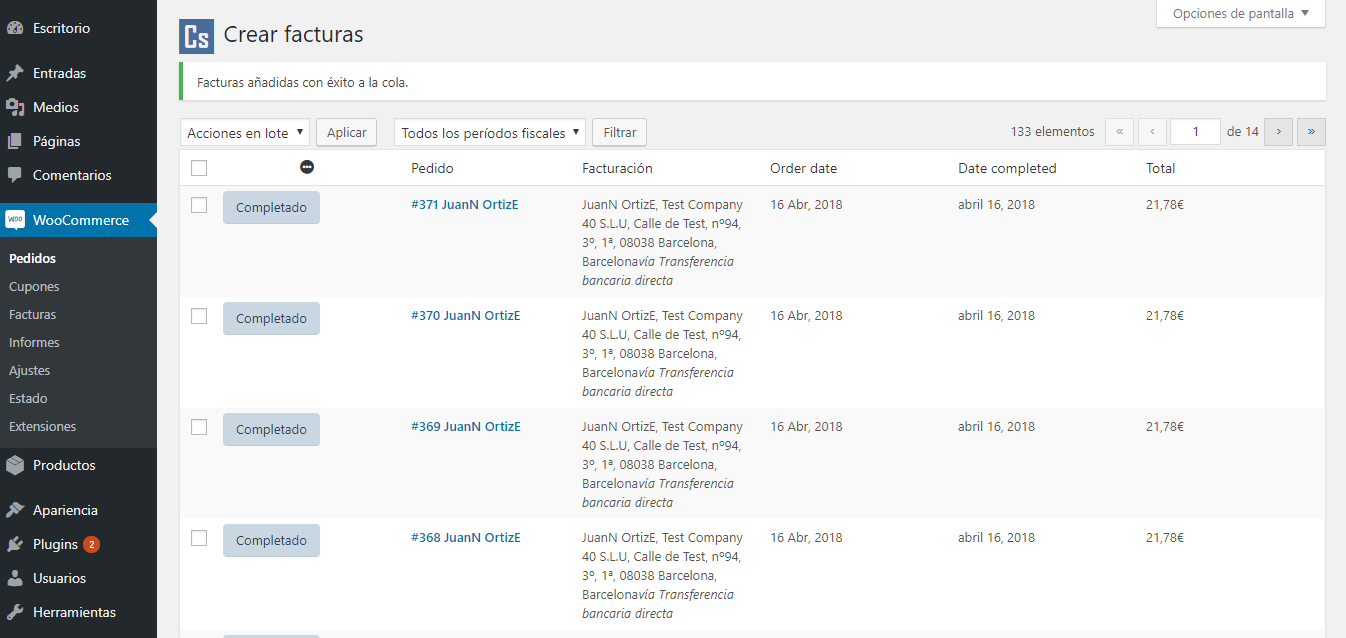 Opciones de pantalla
Escritorio
Entradas
Medios
Páginas
Comentarios
WOO WooCommerce
Pedidos
Cupones
Facturas
Informes
Ajustes
Estado
Extensiones
Productos
Apariencia
Plugins 2
Usuarios
Herramientas
Cs Crear facturas
Facturas añadidas con éxito a la cola.
Acciones en lote Aplicar Todos los períodos fiscales Filtrar 133 elementos « ‹ 1 de 14 › »
Pedido Facturación Order date Date completed Total
Completado #371 JuanN OrtizE JuanN OrtizE, Test Company 16 Abr, 2018 abril 16, 2018 21,78€
40 S.L.U, Calle de Test, nº94,
3º, 1ª, 08038 Barcelona,
Barcelonavía Transferencia
bancaria directa
Completado #370 JuanN OrtizE JuanN OrtizE, Test Company 16 Abr, 2018 abril 16, 2018 21,78€
40 S.L.U, Calle de Test, nº94,
3º, 1ª, 08038 Barcelona,
Barcelonavía Transferencia
bancaria directa
Completado #369 JuanN OrtizE JuanN OrtizE, Test Company 16 Abr, 2018 abril 16, 2018 21,78€
40 S.L.U, Calle de Test, nº94,
3º, 1ª, 08038 Barcelona,
Barcelonavía Transferencia
bancaria directa
Completado #368 JuanN OrtizE JuanN OrtizE, Test Company 16 Abr, 2018 abril 16, 2018 21,78€
40 S.L.U, Calle de Test, nº94,
3º, 1ª, 08038 Barcelona,
Barcelonavía Transferencia
bancaria directa